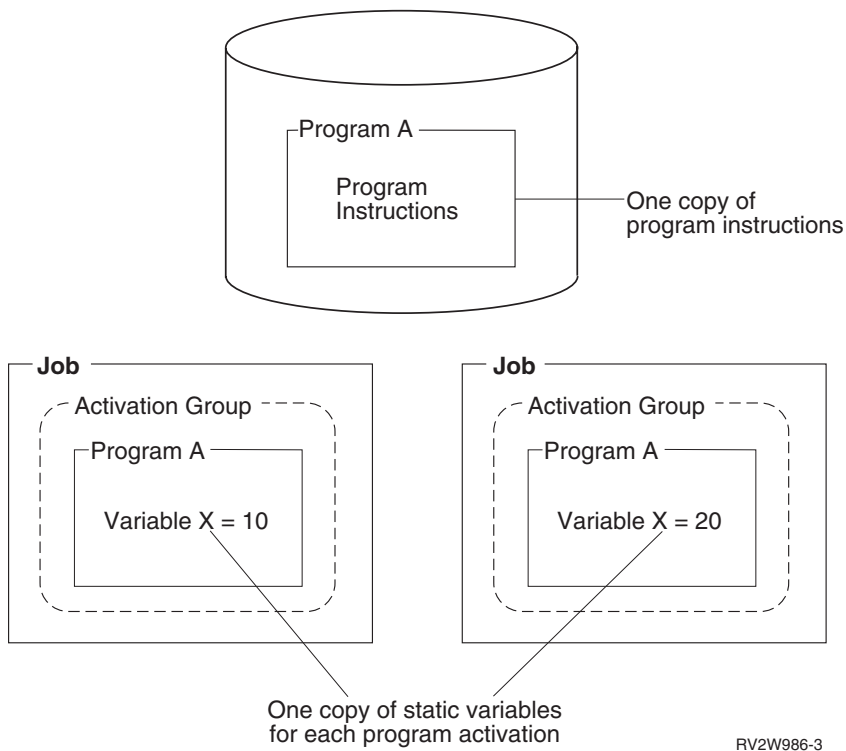 Program A
Program
Instructions
One copy of
program instructions
Job
Activation Group
Program A
Variable X = 10
Job
Activation Group
Program A
Variable X = 20
One copy of static variables
for each program activation
RV2W986-3